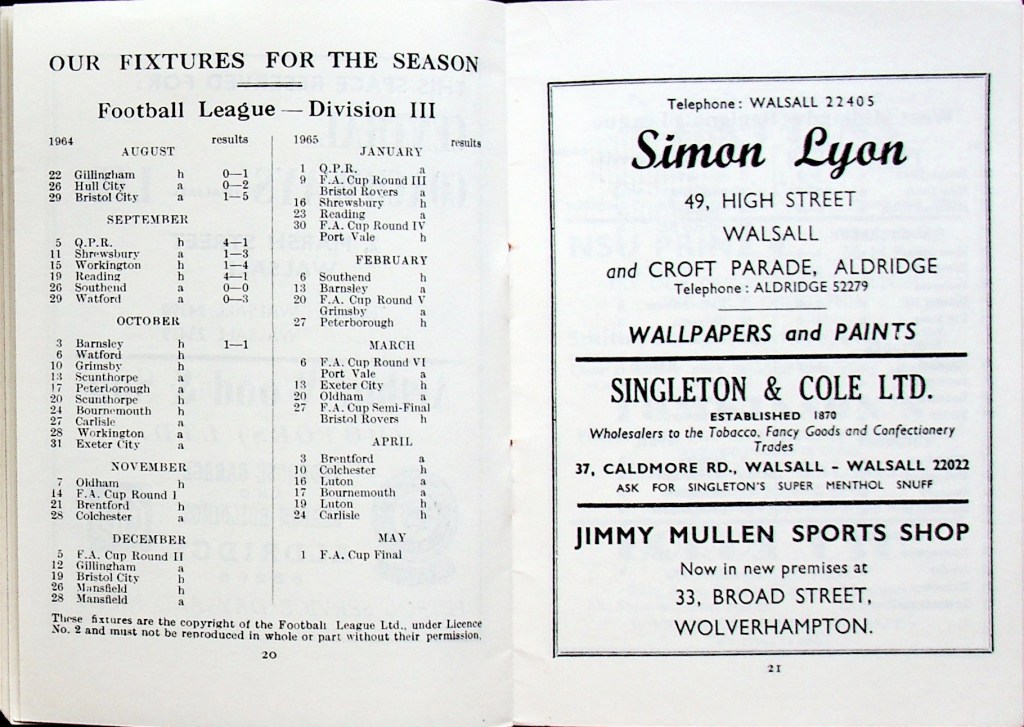 OUR FIXTURES FOR THE SEASON
Football League — Division III
1964 results
AUGUST
22 Gillingham h 0—1
26 Hull City a 0—2
29 Bristol City a 1—5
SEPTEMBER
5 Q.P.R. h 4—1
11 Shrewsbury a 1—3
15 Workington h 1—4
19 Reading h 4—1
26 Southend a 0—0
29 Watford a 0—3
OCTOBER
3 Barnsley h 1—1
6 Watford h
10 Grimsby h
13 Scunthorpe a
17 Peterborough a
20 Scunthorpe h
24 Bournemouth h
27 Carlisle a
28 Workington a
31 Exeter City a
NOVEMBER
7 Oldham h
14 F.A. Cup Round I
21 Brentford h
28 Colchester a
DECEMBER
5 F.A. Cup Round II
12 Gillingham a
19 Bristol City h
26 Mansfield h
28 Mansfield a
1965 results
JANUARY
1 Q.P.R. a
9 F.A. Cup Round III
Bristol Rovers a
16 Shrewsbury h
23 Reading a
30 F.A. Cup Round IV
Port Vale h
FEBRUARY
6 Southend h
13 Barnsley a
20 F.A. Cup Round V
Grimsby a
27 Peterborough h
MARCH
6 F.A. Cup Round VI
Port Vale a
13 Exeter City h
20 Oldham a
27 F.A. Cup Semi-Final
Bristol Rovers h
APRIL
3 Brentford a
10 Colchester h
16 Luton a
17 Bournemouth a
19 Luton h
24 Carlisle h
MAY
1 F.A. Cup Final
These fixtures are the copyright of the Football League Ltd., under Licence
No. 2 and must not be reproduced in whole or part without their permission.
20
Telephone: WALSALL 22405
Simon Lyon
49, HIGH STREET
WALSALL
and CROFT PARADE, ALDRIDGE
Telephone: ALDRIDGE 52279
WALLPAPERS and PAINTS
SINGLETON & COLE LTD.
ESTABLISHED 1870
Wholesalers to the Tobacco, Fancy Goods and Confectionery
Trades
37, CALDMORE RD., WALSALL – WALSALL 22022
ASK FOR SINGLETON'S SUPER MENTHOL SNUFF
JIMMY MULLEN SPORTS SHOP
Now in new premises at
33, BROAD STREET,
WOLVERHAMPTON.
21